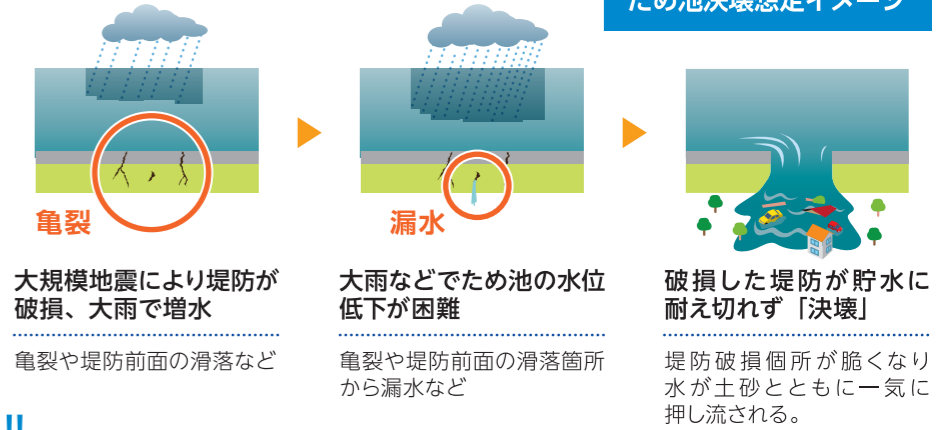 ため池決壊想定イメージ
亀裂
大規模地震により堤防が
破損、大雨で増水
亀裂や堤防前面の滑落など
漏水
大雨などでため池の水位
低下が困難
亀裂や堤防前面の滑落箇所
から漏水など
破損した堤防が貯水に
耐え切れず「決壊」
堤防破損個所が脆くなり
水が土砂とともに一気に
押し流される。